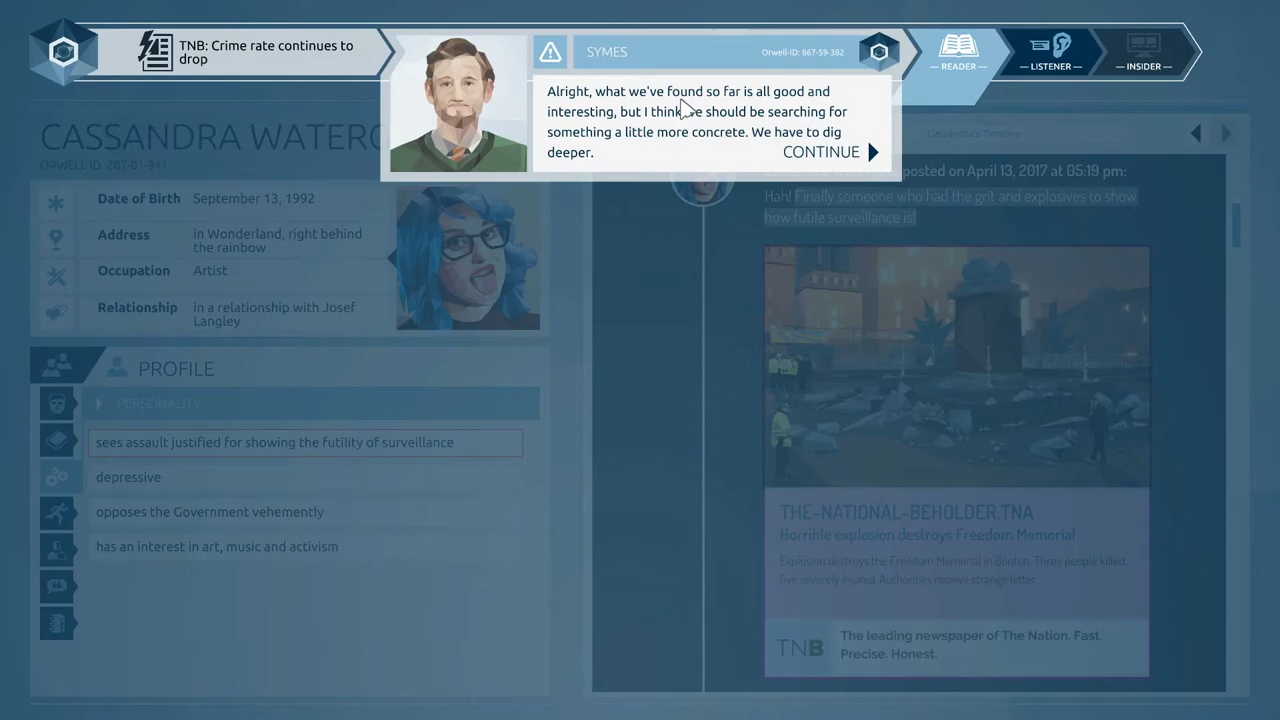 TNB: Crime rate continues to
drop
SYMES
Orwell-ID: 867-59-382
Alright, what we've found so far is all good and
interesting, but I think we should be searching for
something a little more concrete. We have to dig
deeper.
CONTINUE
— READER —
— LISTENER —
— INSIDER —
CASSANDRA WATERG
ORWELL-ID: 207-01-941
Date of Birth September 13, 1992
Address in Wonderland, right behind
the rainbow
Occupation Artist
Relationship in a relationship with Josef
Langley
PROFILE
PERSONALITY
sees assault justified for showing the futility of surveillance
depressive
opposes the Government vehemently
has an interest in art, music and activism
Cassandra's Timeline
posted on April 13, 2017 at 05:19 pm:
Hah! Finally someone who had the grit and explosives to show
how futile surveillance is!
THE-NATIONAL-BEHOLDER.TNA
Horrible explosion destroys Freedom Memorial
Explosion destroys the Freedom Memorial in Bonton. Three people killed.
Five severely injured. Authorities receive strange letter
TNB
The leading newspaper of The Nation. Fast.
Precise. Honest.